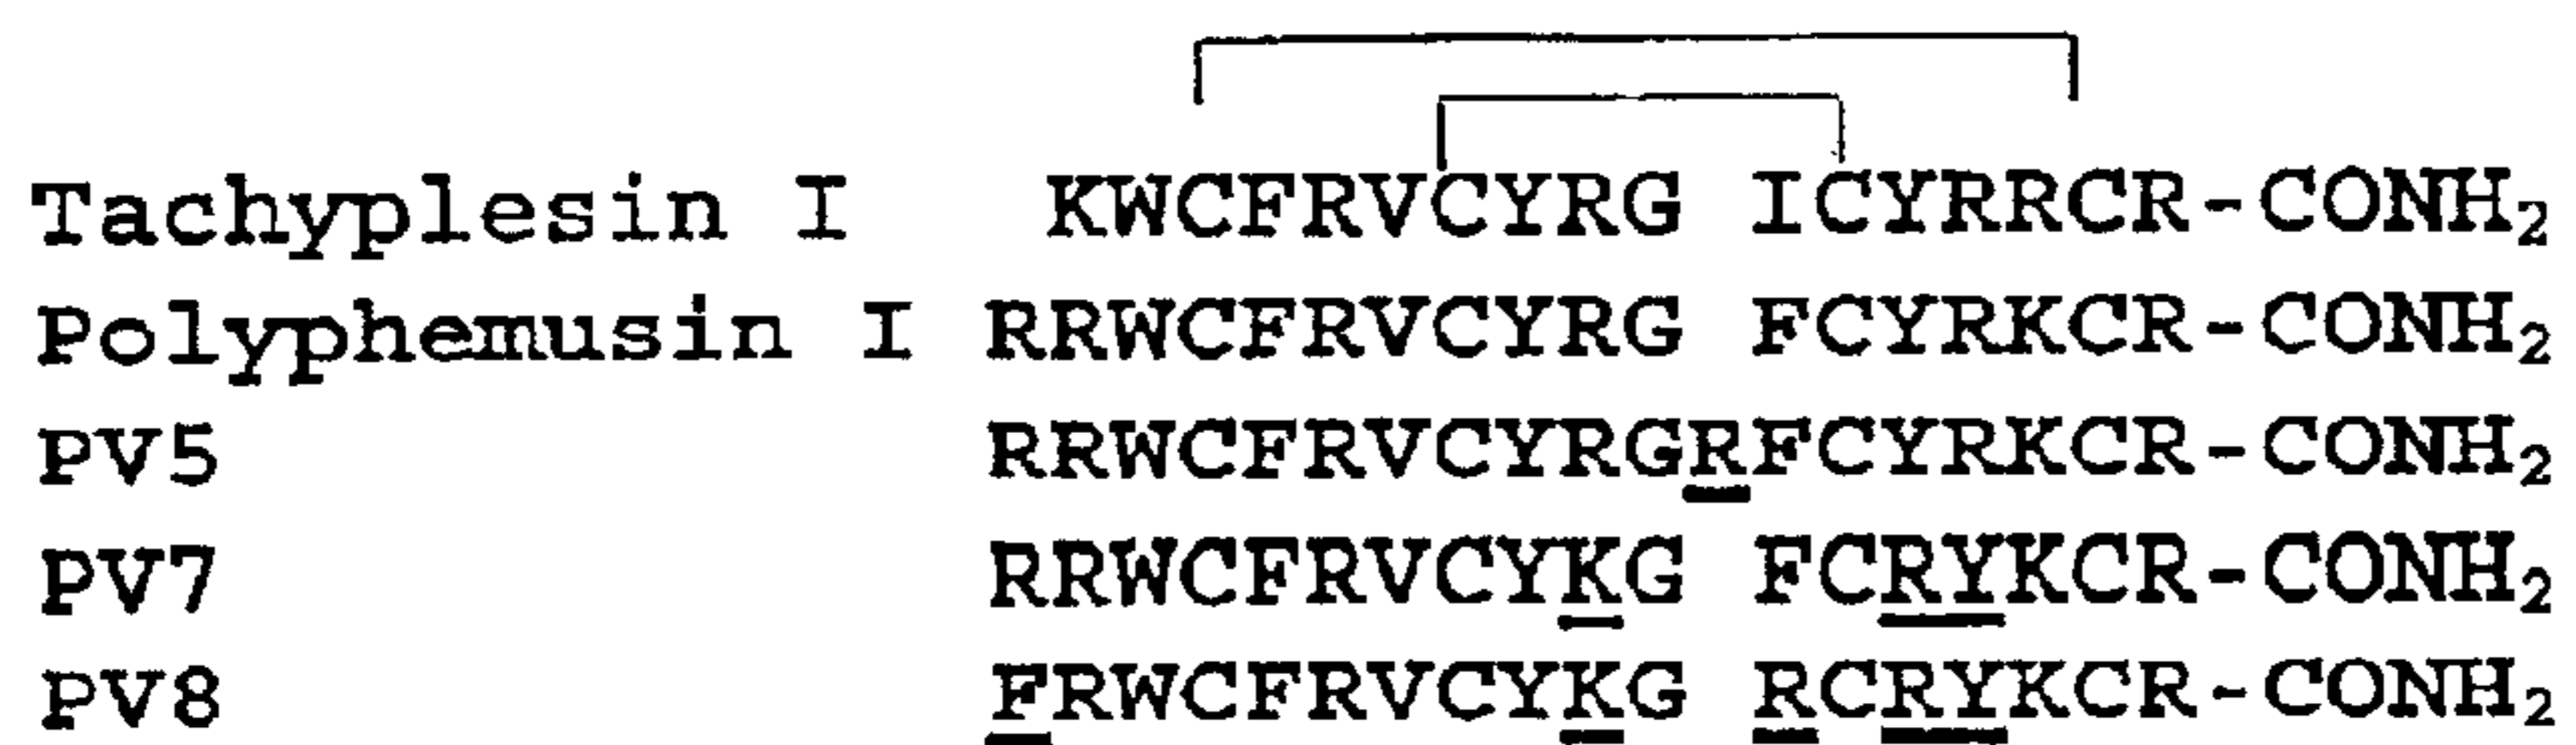 Tachyplesin I KWCFRVCYRG ICYRRCR-CONH₂
Polyphemusin I RRWCFRVCYRG FCYRKCR-CONH₂
PV5 RRWCFRVCYRGRFCYRKCR-CONH₂
PV7 RRWCFRVCYKG FCRYKCR-CONH₂
PV8 FRWCFRVCYKG RCRYKCR-CONH₂